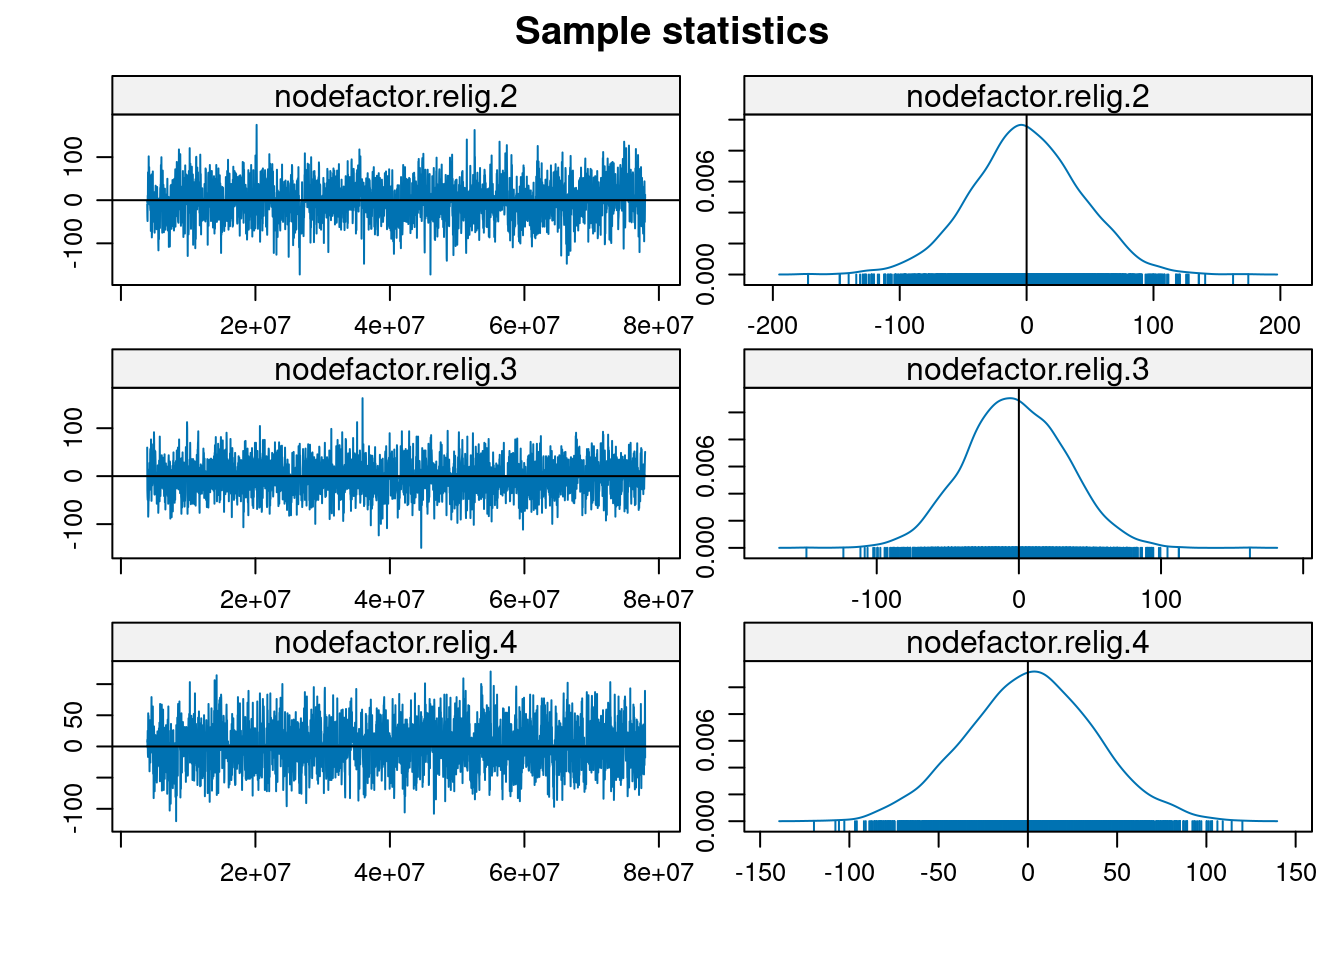 Sample statistics
nodefactor.relig.2
nodefactor.relig.2
100
0
-100
2e+07 4e+07 6e+07 8e+07
0.006
0.000
-200 -100 0 100 200
nodefactor.relig.3
nodefactor.relig.3
100
0
-100
2e+07 4e+07 6e+07 8e+07
0.006
0.000
-100 0 100
nodefactor.relig.4
nodefactor.relig.4
50
0
-100
2e+07 4e+07 6e+07 8e+07
0.006
0.000
-150 -100 -50 0 50 100 150